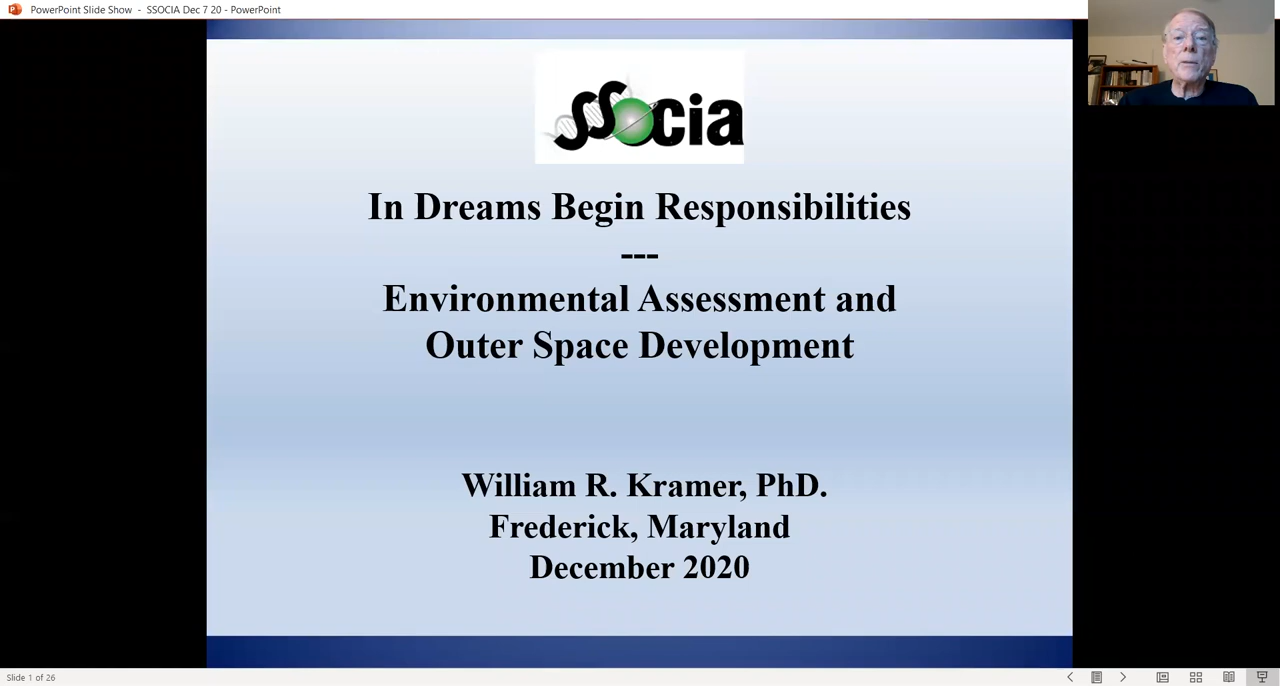 PowerPoint Slide Show - SSOCIA Dec 7 20 - PowerPoint
SSocia
In Dreams Begin Responsibilities
---
Environmental Assessment and
Outer Space Development
William R. Kramer, PhD.
Frederick, Maryland
December 2020
Slide 1 of 26